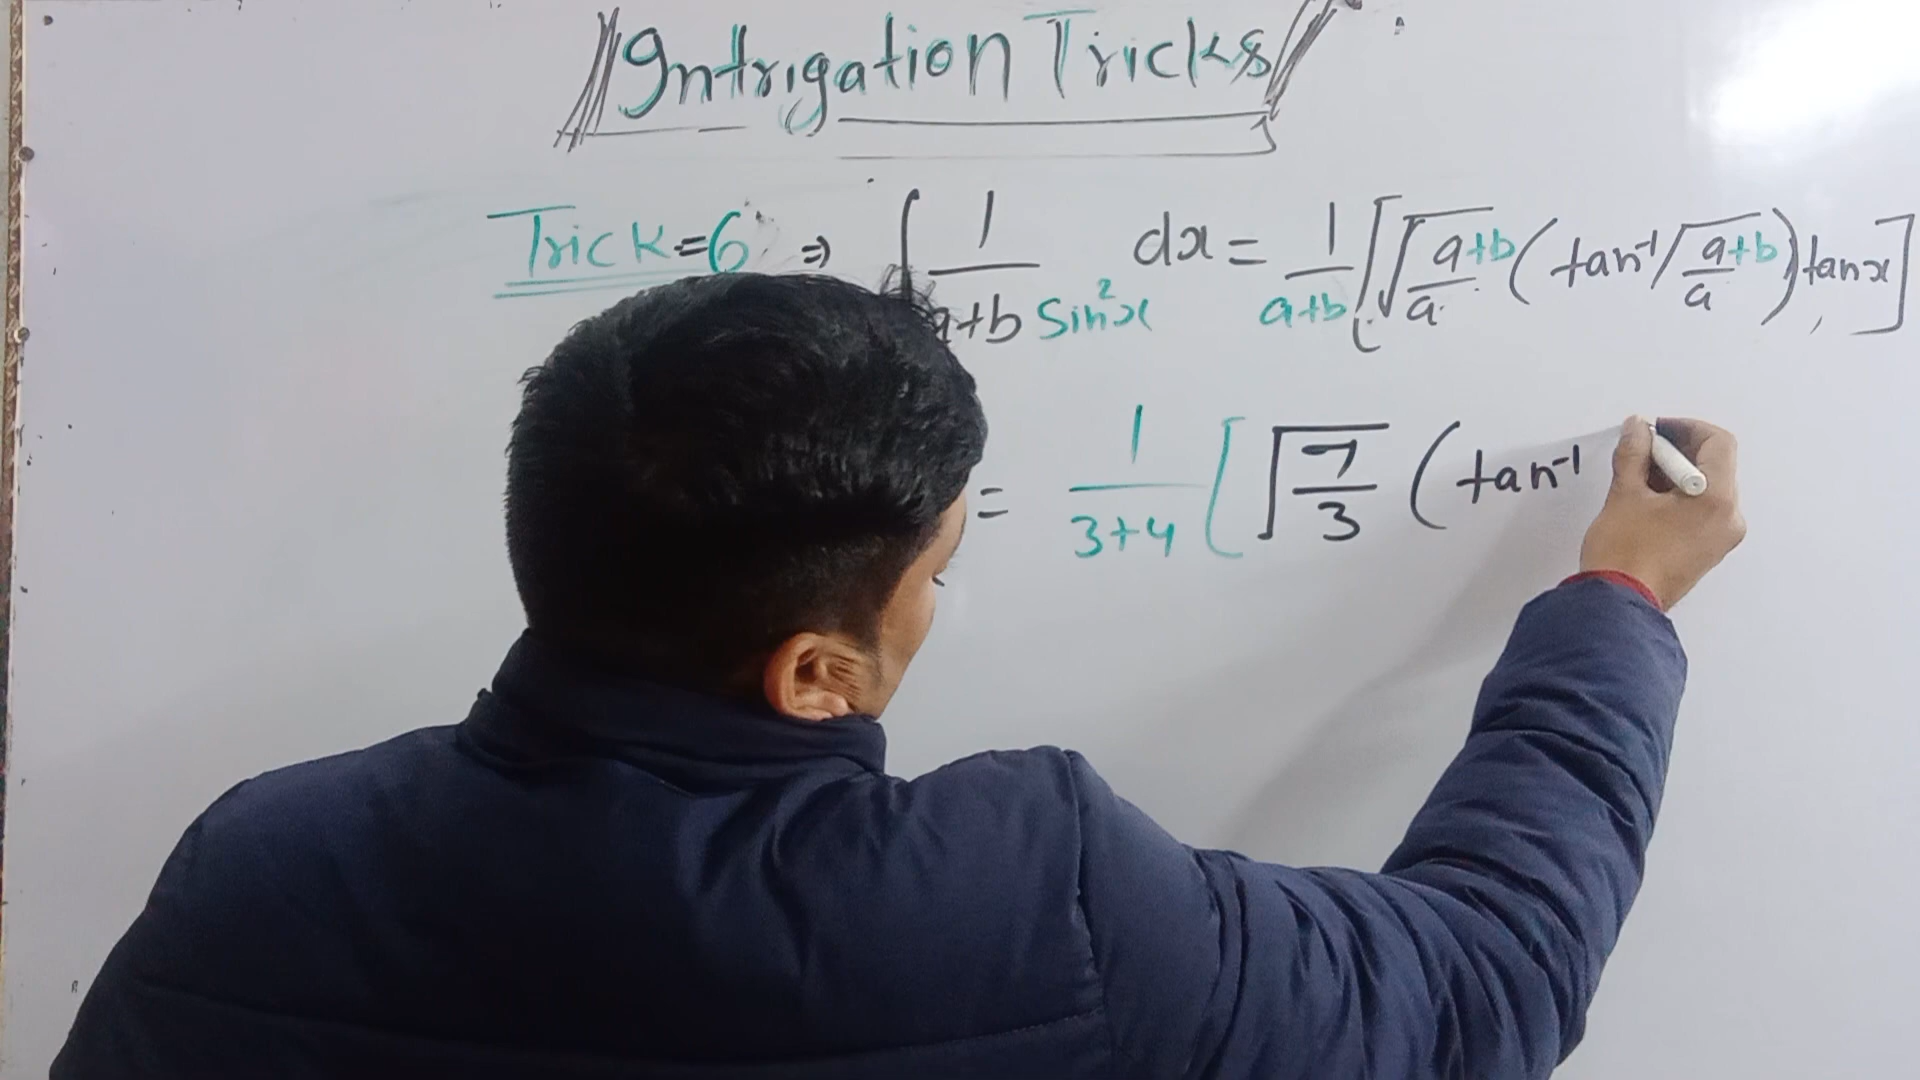 Intrigation Tricks
Trick=6 ⇒ ∫ 1/(a+b Sin²x) dx = 1/(a+b) [√((a+b)/a) (tan⁻¹ √((a+b)/a)) tanx]
= 1/(3+4) [√(7/3) (tan⁻¹